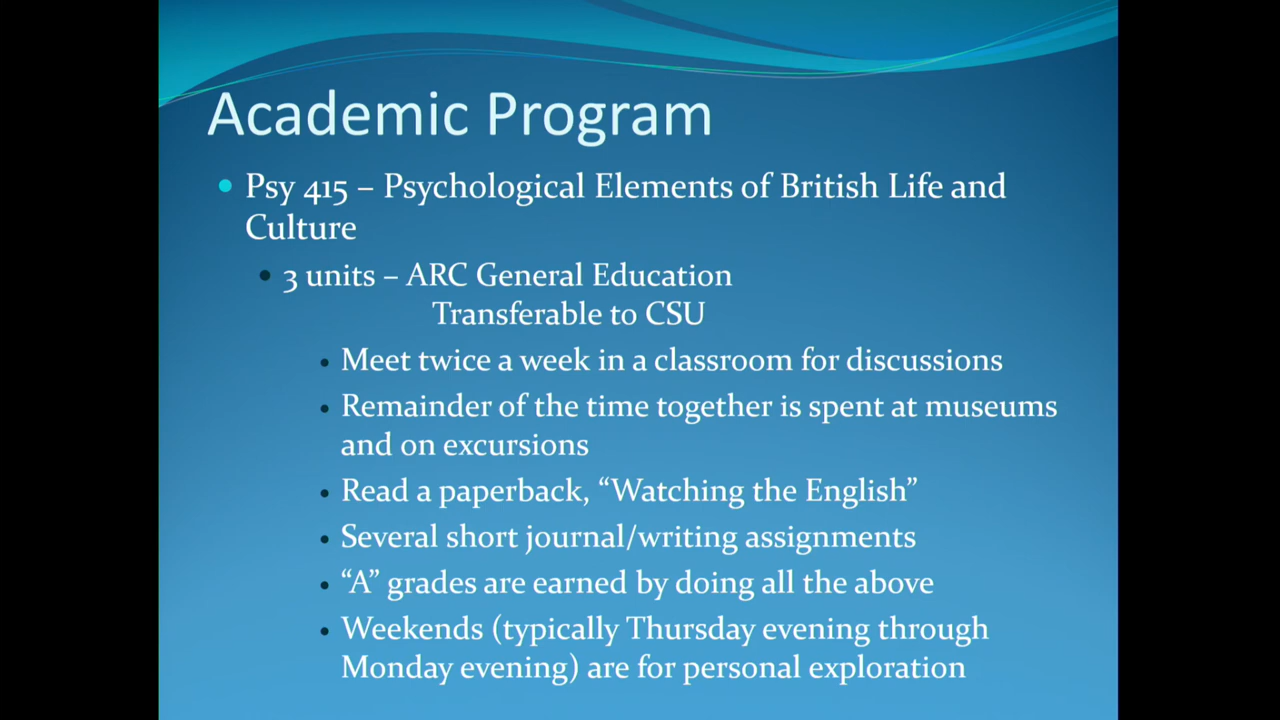 Academic Program
• Psy 415 – Psychological Elements of British Life and
Culture
• 3 units – ARC General Education
Transferable to CSU
• Meet twice a week in a classroom for discussions
• Remainder of the time together is spent at museums
and on excursions
• Read a paperback, “Watching the English”
• Several short journal/writing assignments
• “A” grades are earned by doing all the above
• Weekends (typically Thursday evening through
Monday evening) are for personal exploration